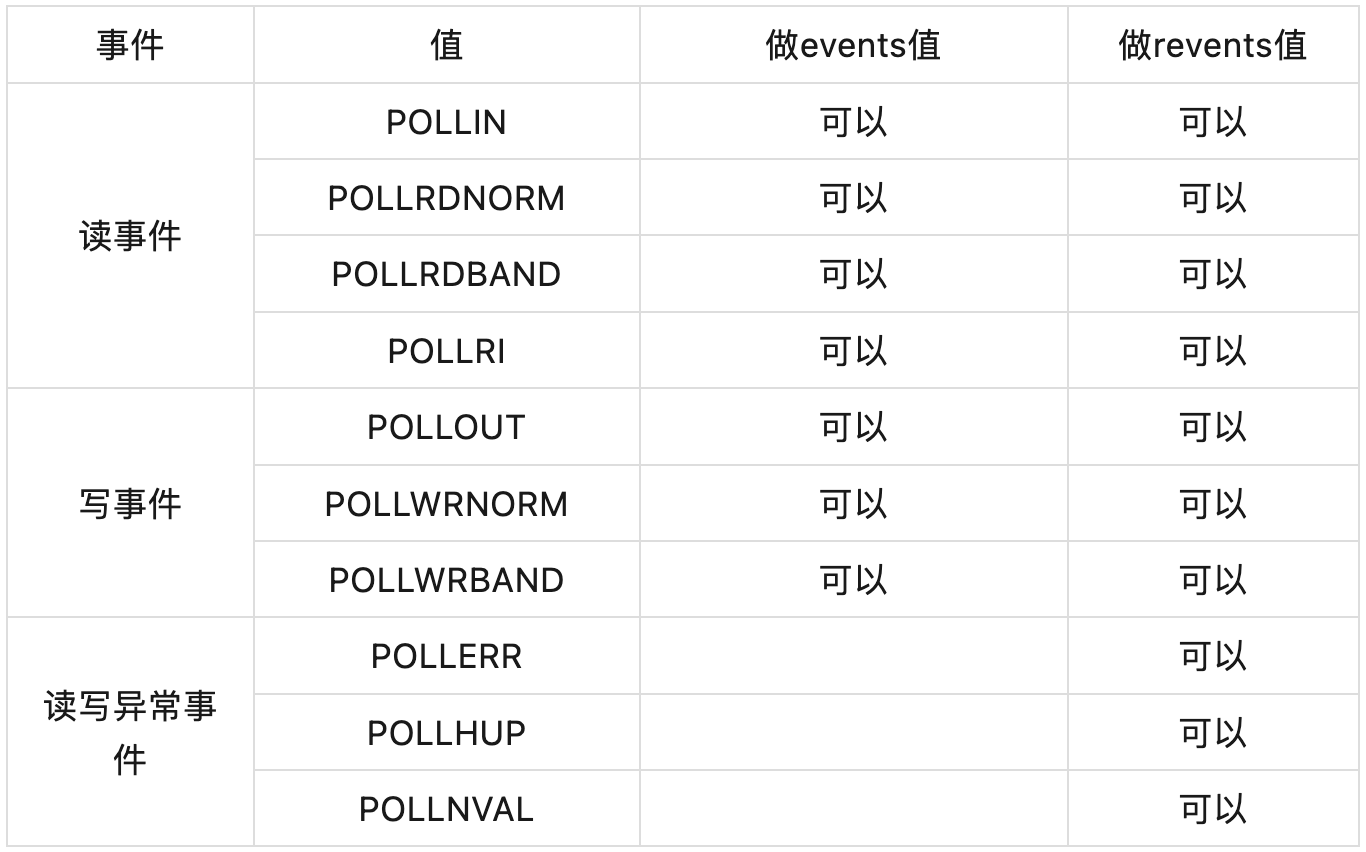 事件 值 做events值 做revents值
读事件 POLLIN 可以 可以
POLLRDNORM 可以 可以
POLLRDBAND 可以 可以
POLLRI 可以 可以
写事件 POLLOUT 可以 可以
POLLWRNORM 可以 可以
POLLWRBAND 可以 可以
读写异常事
件
POLLERR 可以
POLLHUP 可以
POLLNVAL 可以